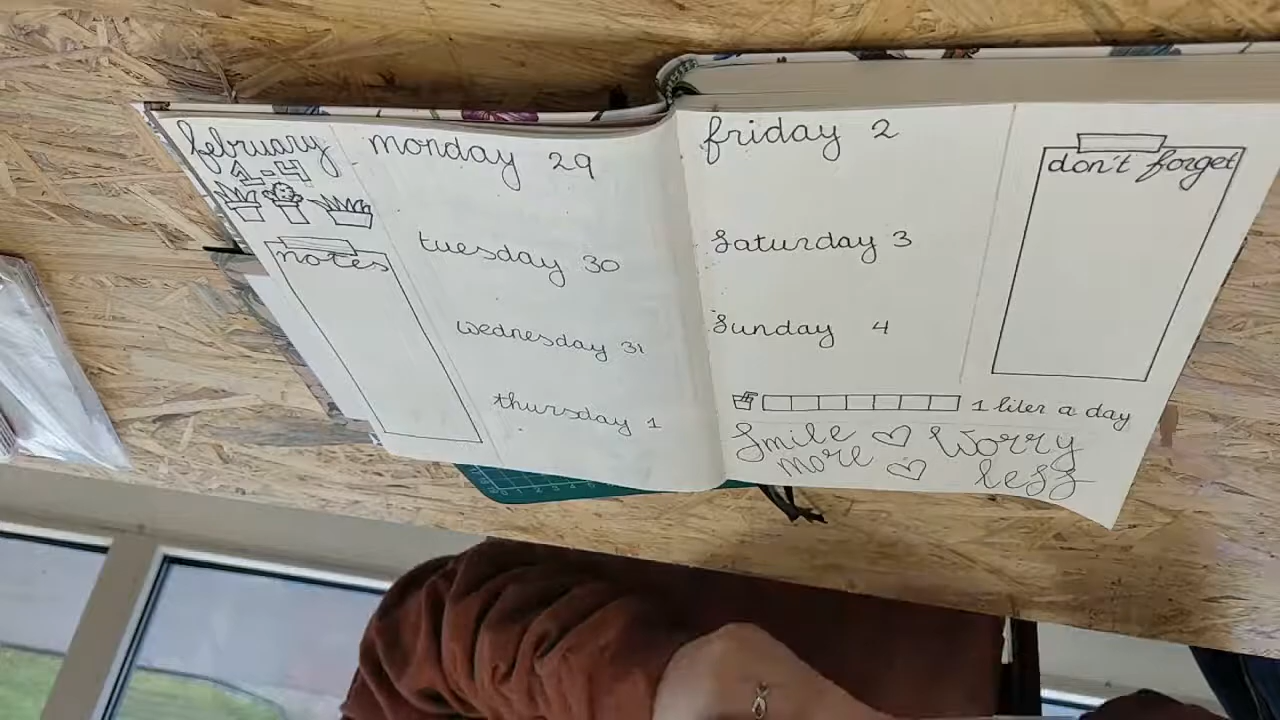 february
1-4
notes
monday 29
tuesday 30
wednesday 31
thursday 1
friday 2
saturday 3
sunday 4
don't forget
1 liter a day
Smile ♡ Worry
more ♡ less